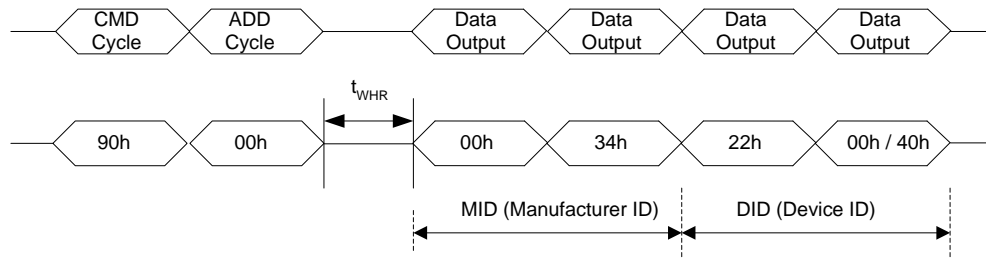 CMD Cycle ADD Cycle Data Output Data Output Data Output Data Output
tWHR
90h 00h 00h 34h 22h 00h / 40h
MID (Manufacturer ID) DID (Device ID)